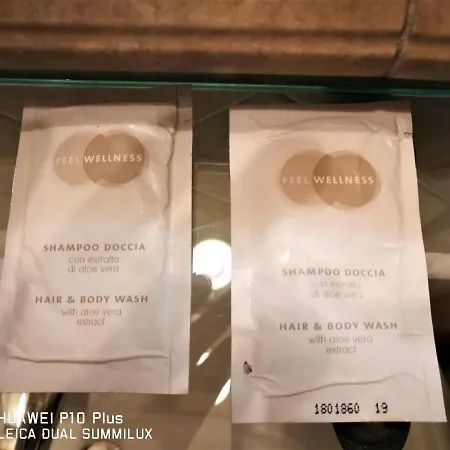 FEEL WELLNESS
SHAMPOO DOCCIA
con estratto
di aloe vera
HAIR & BODY WASH
with aloe vera
extract
FEEL WELLNESS
SHAMPOO DOCCIA
con estratto
di aloe vera
HAIR & BODY WASH
with aloe vera
extract
1801860 19
HUAWEI P10 Plus
LEICA DUAL SUMMILUX